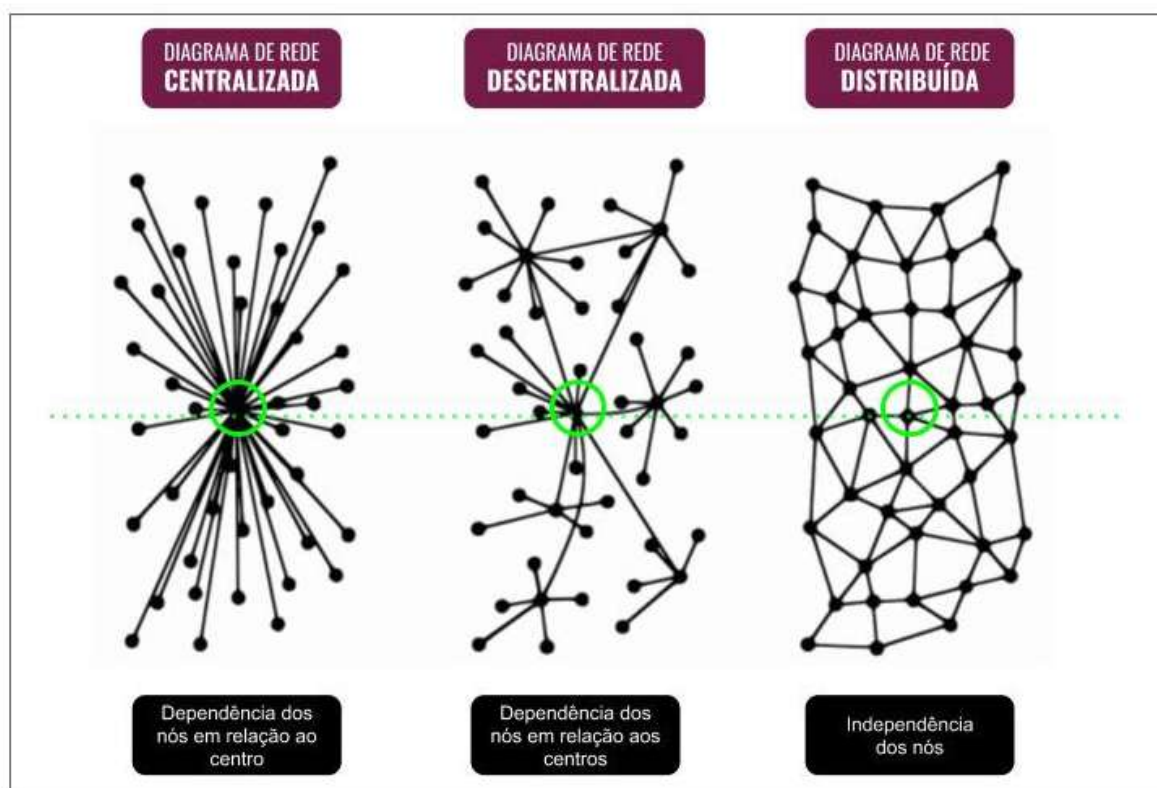 DIAGRAMA DE REDE
CENTRALIZADA
DIAGRAMA DE REDE
DESCENTRALIZADA
DIAGRAMA DE REDE
DISTRIBUÍDA
Dependência dos
nós em relação ao
centro
Dependência dos
nós em relação aos
centros
Independência
dos nós